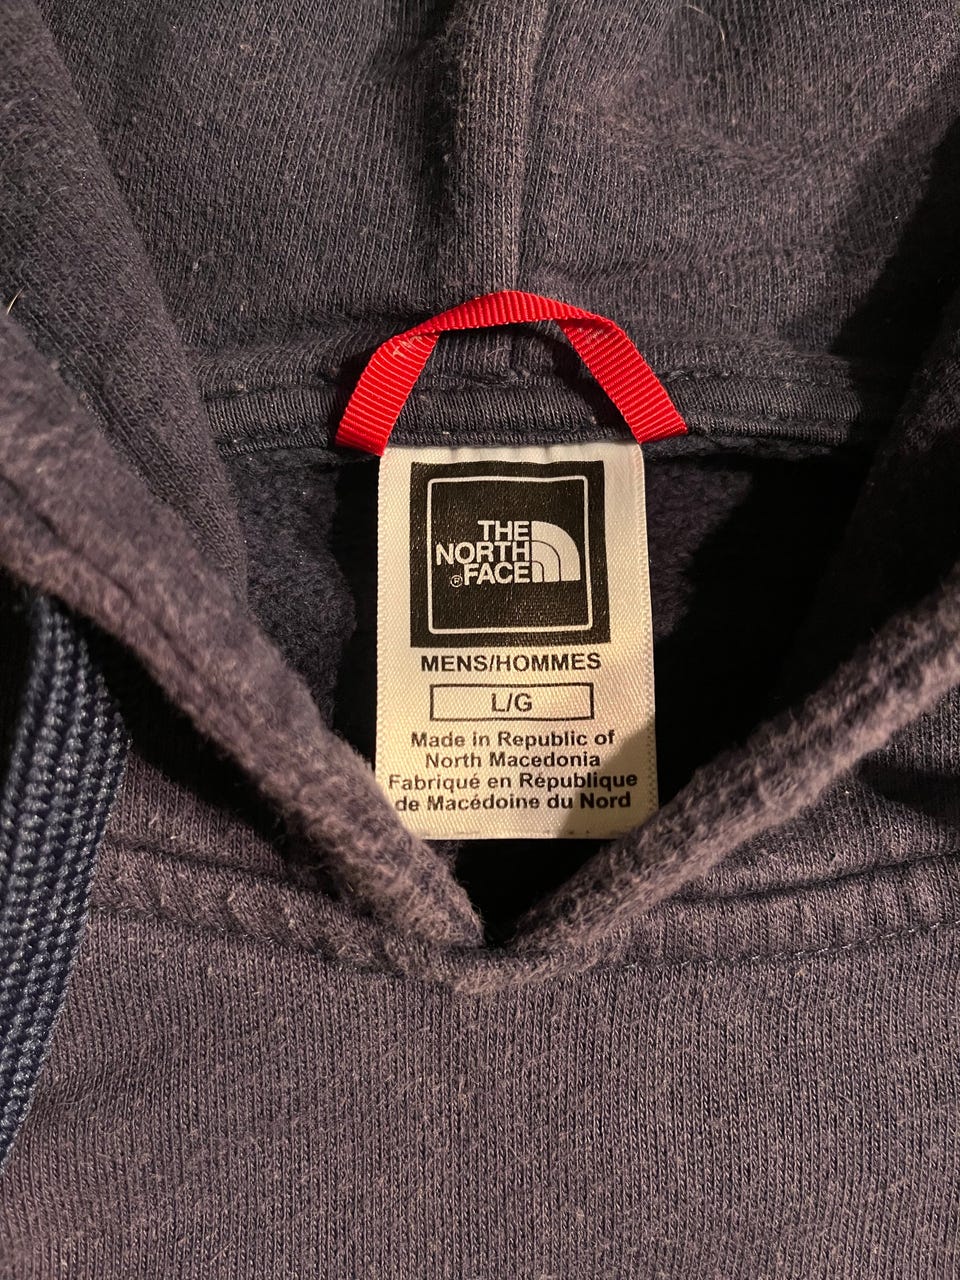 THE
NORTH
®FACE
MENS/HOMMES
L/G
Made in Republic of
North Macedonia
Fabriqué en République
de Macédoine du Nord